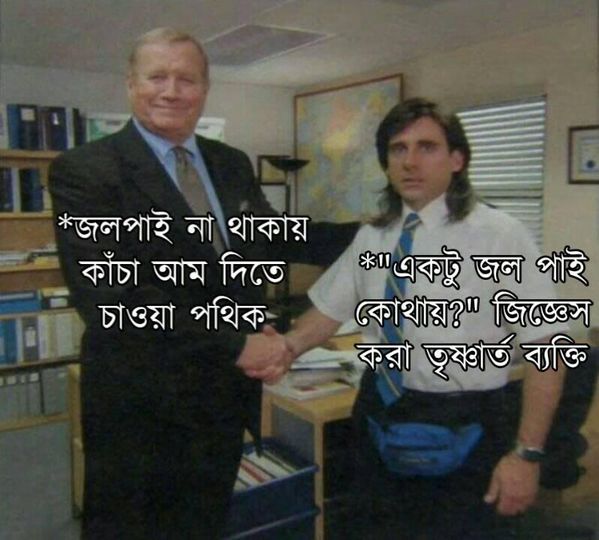 *জলপাই না থাকায়
কাঁচা আম দিতে
চাওয়া পথিক
*"একটু জল পাই
কোথায়?" জিজ্ঞেস
করা তৃষ্ণার্ত ব্যক্তি